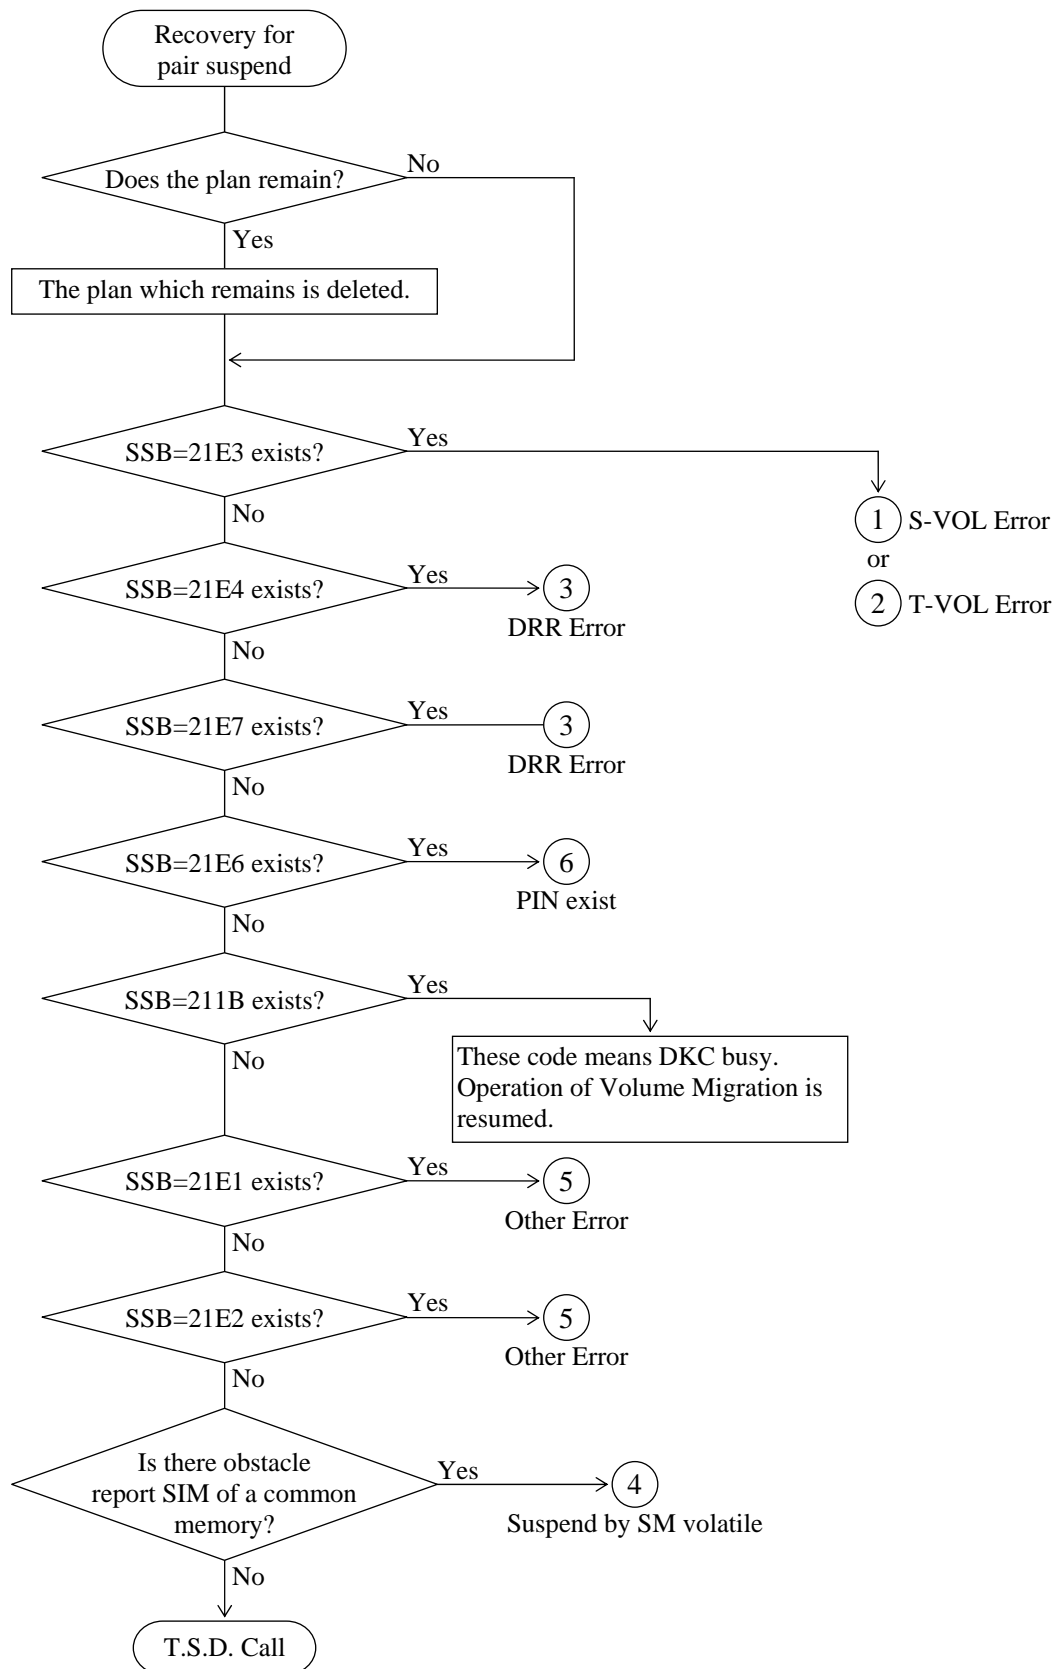 Recovery for
pair suspend
Does the plan remain?
No
Yes
The plan which remains is deleted.
SSB=21E3 exists?
Yes
No
1
S-VOL Error
or
2
T-VOL Error
SSB=21E4 exists?
Yes
3
DRR Error
No
SSB=21E7 exists?
Yes
3
DRR Error
No
SSB=21E6 exists?
Yes
6
PIN exist
No
SSB=211B exists?
Yes
No
These code means DKC busy.
Operation of Volume Migration is
resumed.
SSB=21E1 exists?
Yes
5
Other Error
No
SSB=21E2 exists?
Yes
5
Other Error
No
Is there obstacle
report SIM of a common
memory?
Yes
4
Suspend by SM volatile
No
T.S.D. Call